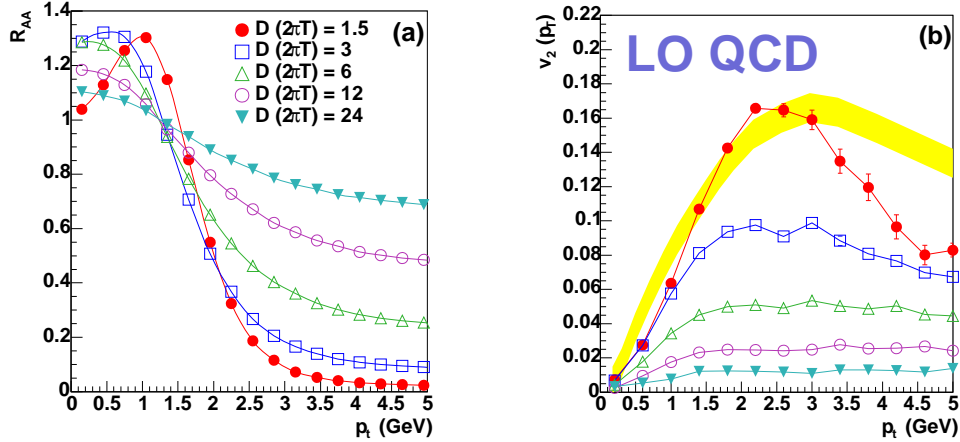 1.4
1.2
1
0.8
0.6
0.4
0.2
0
R_AA
(a)
D (2πT) = 1.5
D (2πT) = 3
D (2πT) = 6
D (2πT) = 12
D (2πT) = 24
0 0.5 1 1.5 2 2.5 3 3.5 4 4.5 5
p_t (GeV)
0.22
0.2
0.18
0.16
0.14
0.12
0.1
0.08
0.06
0.04
0.02
0
v_2 (p_T)
(b)
LO QCD
0 0.5 1 1.5 2 2.5 3 3.5 4 4.5 5
p_t (GeV)